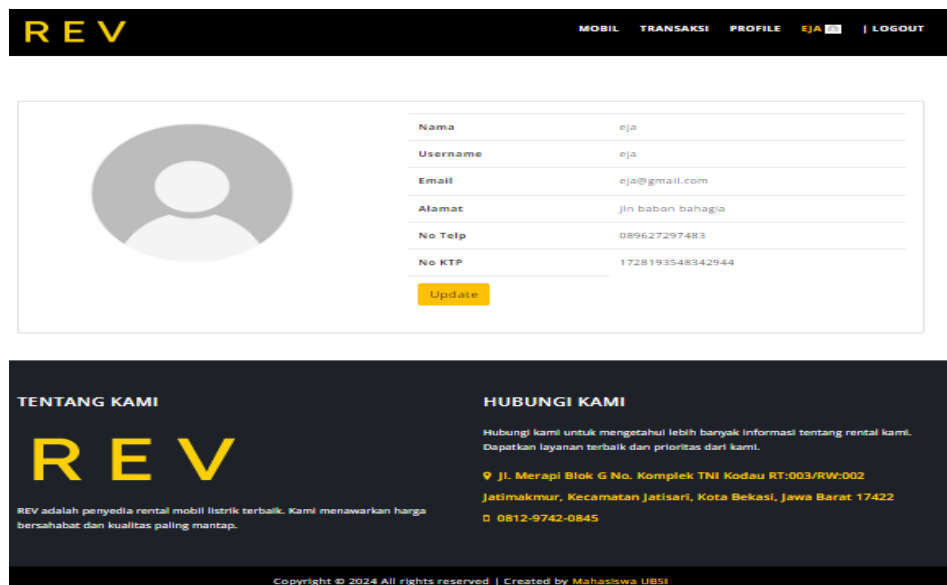 REV
MOBIL TRANSAKSI PROFILE EJA | LOGOUT
Nama eja
Username eja
Email eja@gmail.com
Alamat jln babon bahagia
No Telp 089627297483
No KTP 1728193548342944
Update
TENTANG KAMI
REV
REV adalah penyedia rental mobil listrik terbaik. Kami menawarkan harga
bersahabat dan kualitas paling mantap.
HUBUNGI KAMI
Hubungi kami untuk mengetahui lebih banyak informasi tentang rental kami.
Dapatkan layanan terbaik dan prioritas dari kami.
Jl. Merapi Blok G No. Komplek TNI Kodau RT:003/RW:002
Jatimakmur, Kecamatan Jatisari, Kota Bekasi, Jawa Barat 17422
0812-9742-0845
Copyright © 2024 All rights reserved | Created by Mahasiswa UBSI